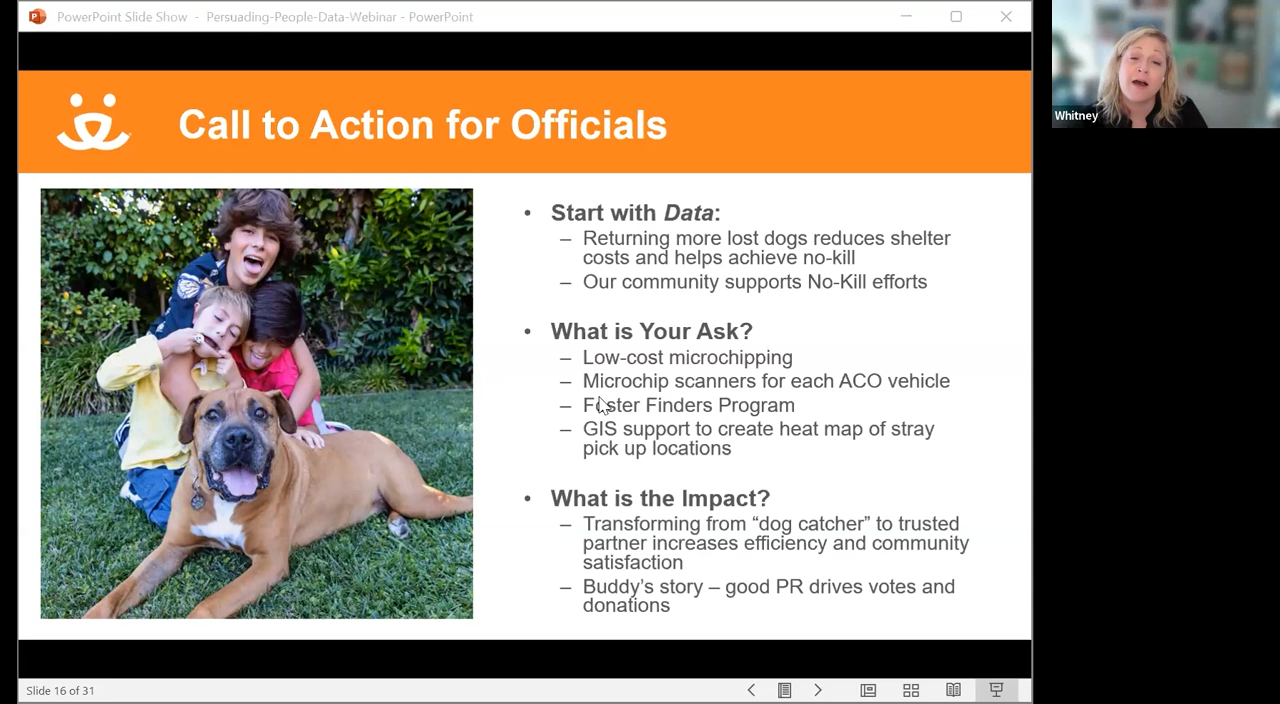 PowerPoint Slide Show - Persuading-People-Data-Webinar - PowerPoint
Call to Action for Officials
• Start with Data:
– Returning more lost dogs reduces shelter
costs and helps achieve no-kill
– Our community supports No-Kill efforts
• What is Your Ask?
– Low-cost microchipping
– Microchip scanners for each ACO vehicle
– Foster Finders Program
– GIS support to create heat map of stray
pick up locations
• What is the Impact?
– Transforming from “dog catcher” to trusted
partner increases efficiency and community
satisfaction
– Buddy’s story – good PR drives votes and
donations
Slide 16 of 31
Whitney